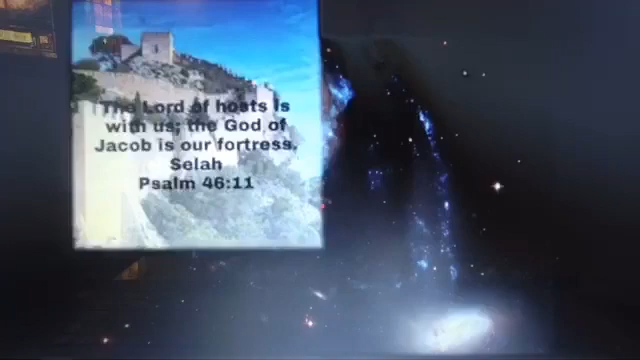 The Lord of hosts is
with us; the God of
Jacob is our fortress.
Selah
Psalm 46:11